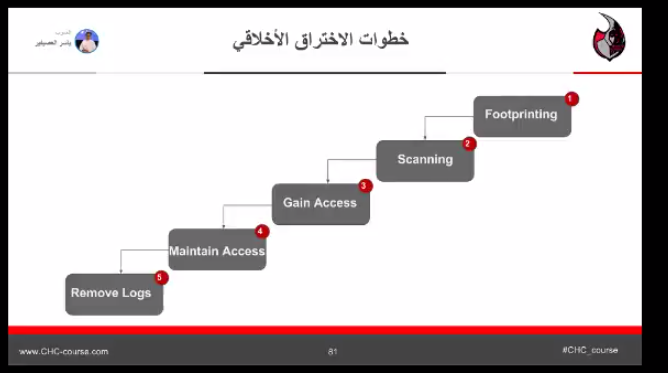 خطوات الاختراق الأخلاقي
المدرب
ياسر العصيفير
1
Footprinting
2
Scanning
3
Gain Access
4
Maintain Access
5
Remove Logs
www.CHC-course.com
81
#CHC_course